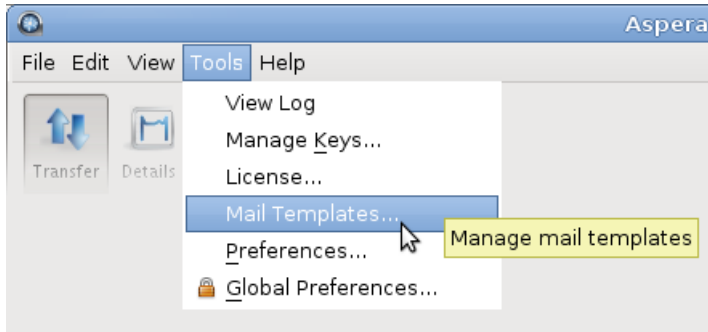 Aspera
File Edit View Tools Help
View Log
Manage Keys...
License...
Mail Templates...
Manage mail templates
Preferences...
Global Preferences...
Transfer Details